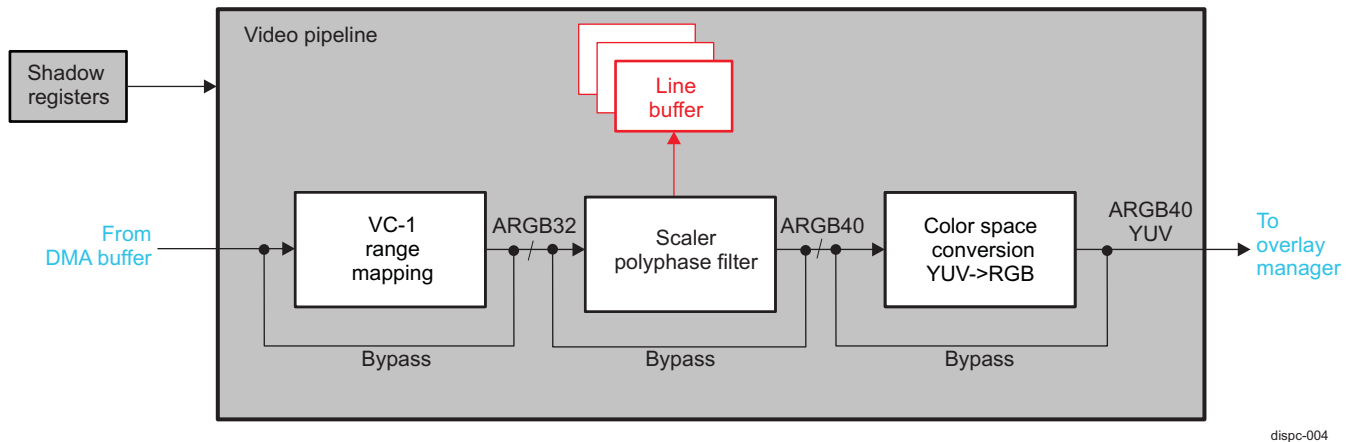 Video pipeline
Shadow
registers
Line
buffer
From
DMA buffer
VC-1
range
mapping
ARGB32
Scaler
polyphase filter
ARGB40
Color space
conversion
YUV->RGB
ARGB40
YUV
To
overlay
manager
Bypass
Bypass
Bypass
dispc-004